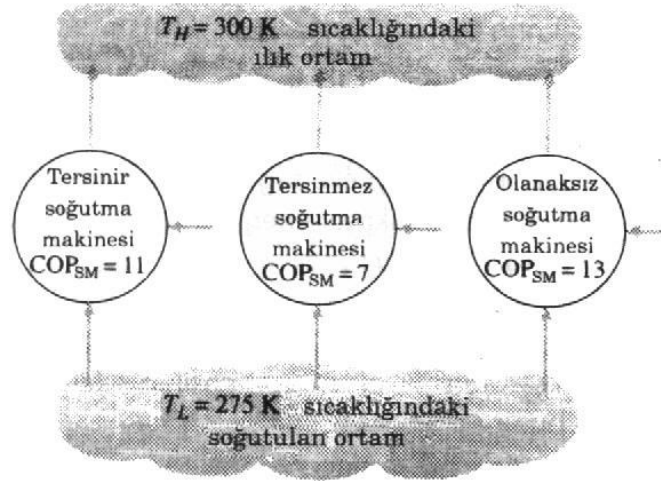 T_H = 300 K sıcaklığındaki
ılık ortam
Tersinir
soğutma
makinesi
COP_SM = 11
Tersinmez
soğutma
makinesi
COP_SM = 7
Olanaksız
soğutma
makinesi
COP_SM = 13
T_L = 275 K sıcaklığındaki
soğutulan ortam